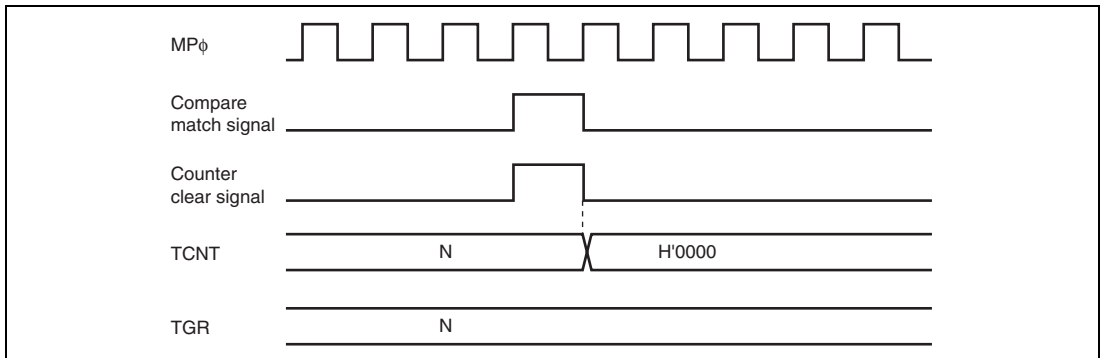 MPφ
Compare
match signal
Counter
clear signal
TCNT
N
H'0000
TGR
N